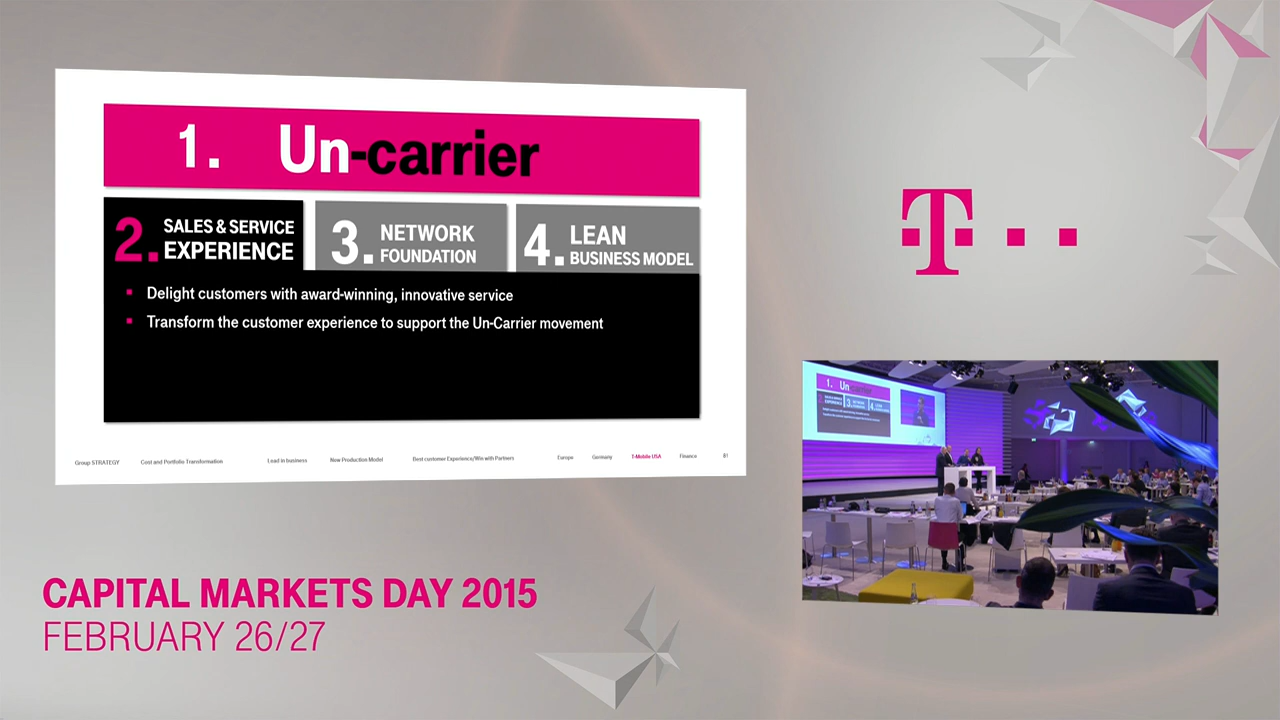 1. Un-carrier
2. SALES & SERVICE
EXPERIENCE
3. NETWORK
FOUNDATION
4. LEAN
BUSINESS MODEL
Delight customers with award-winning, innovative service
Transform the customer experience to support the Un-Carrier movement
Group STRATEGY Cost and Portfolio Transformation Lead in business New Production Model Best customer Experience/Win with Partners Europe Germany T-Mobile USA Finance 81
T
1. Un-carrier
CAPITAL MARKETS DAY 2015
FEBRUARY 26/27